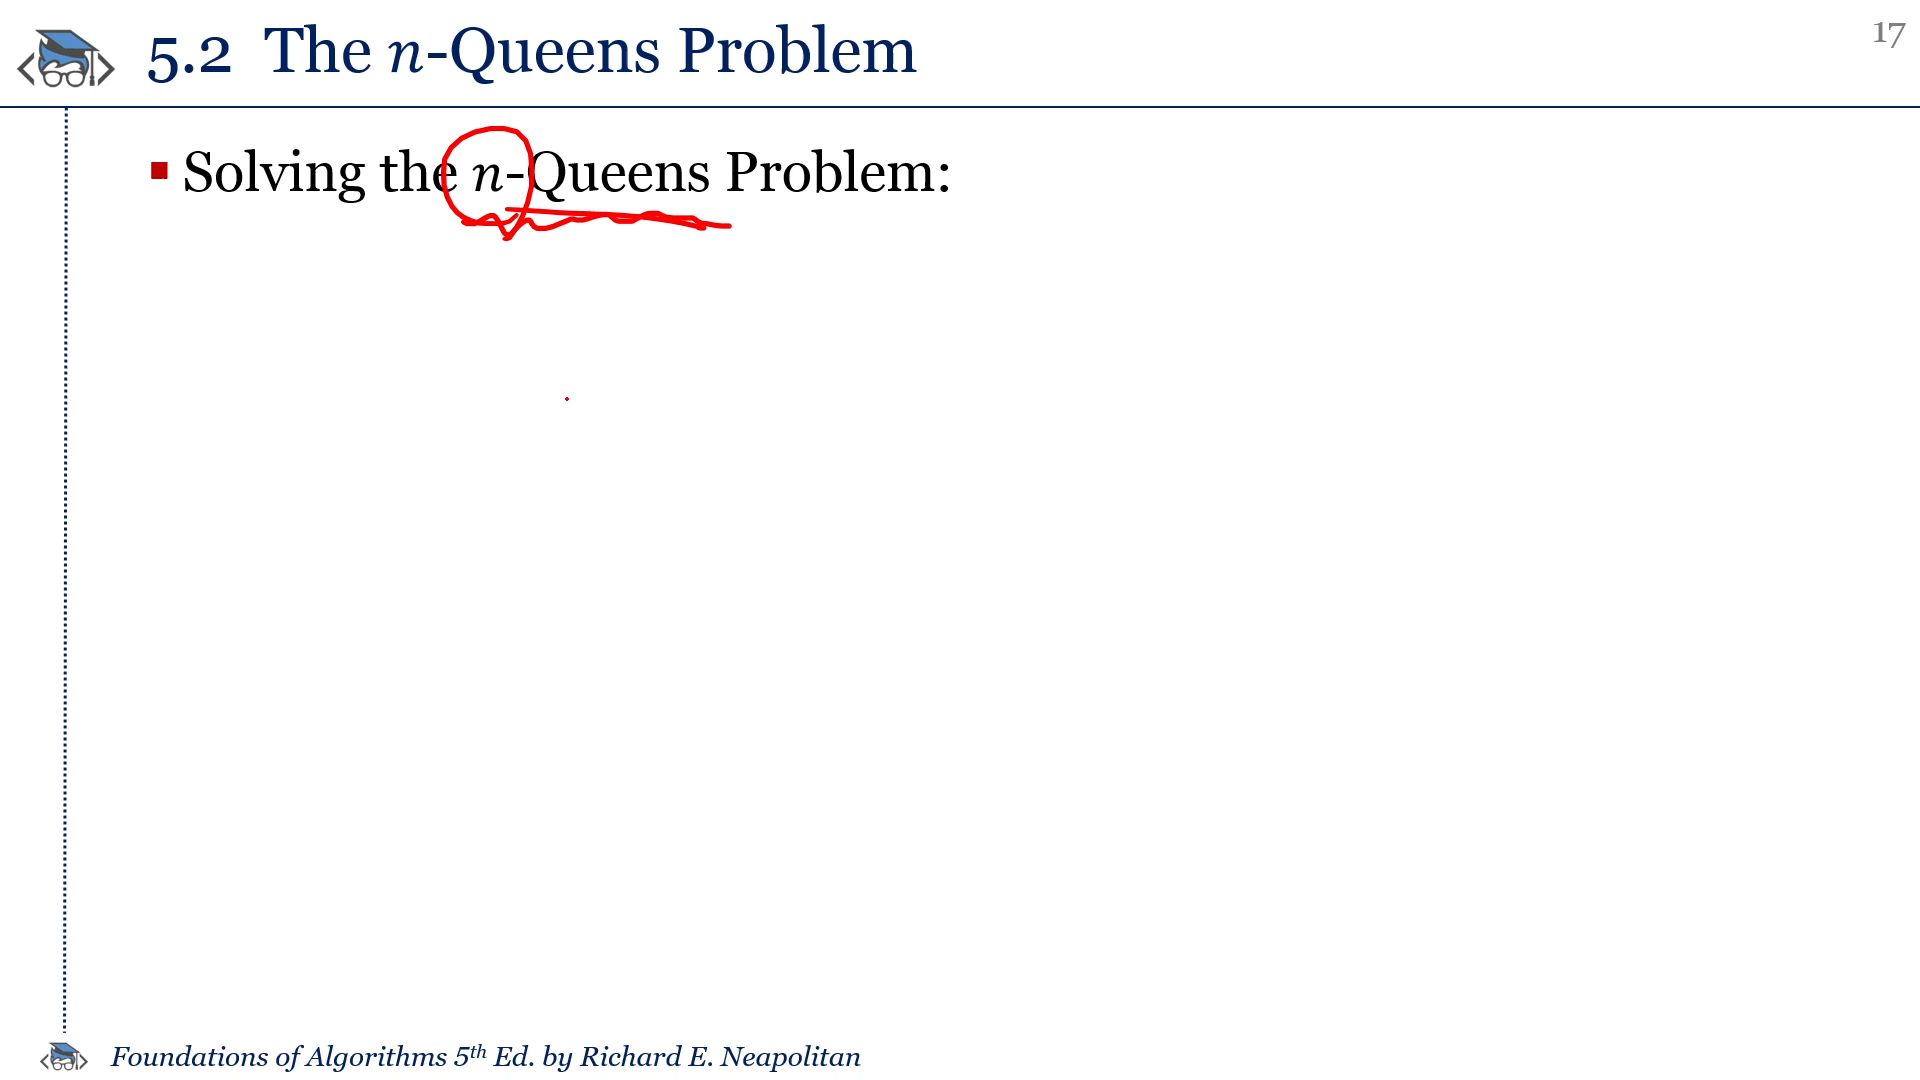 5.2 The n-Queens Problem
17
Solving the n-Queens Problem:
Foundations of Algorithms 5th Ed. by Richard E. Neapolitan